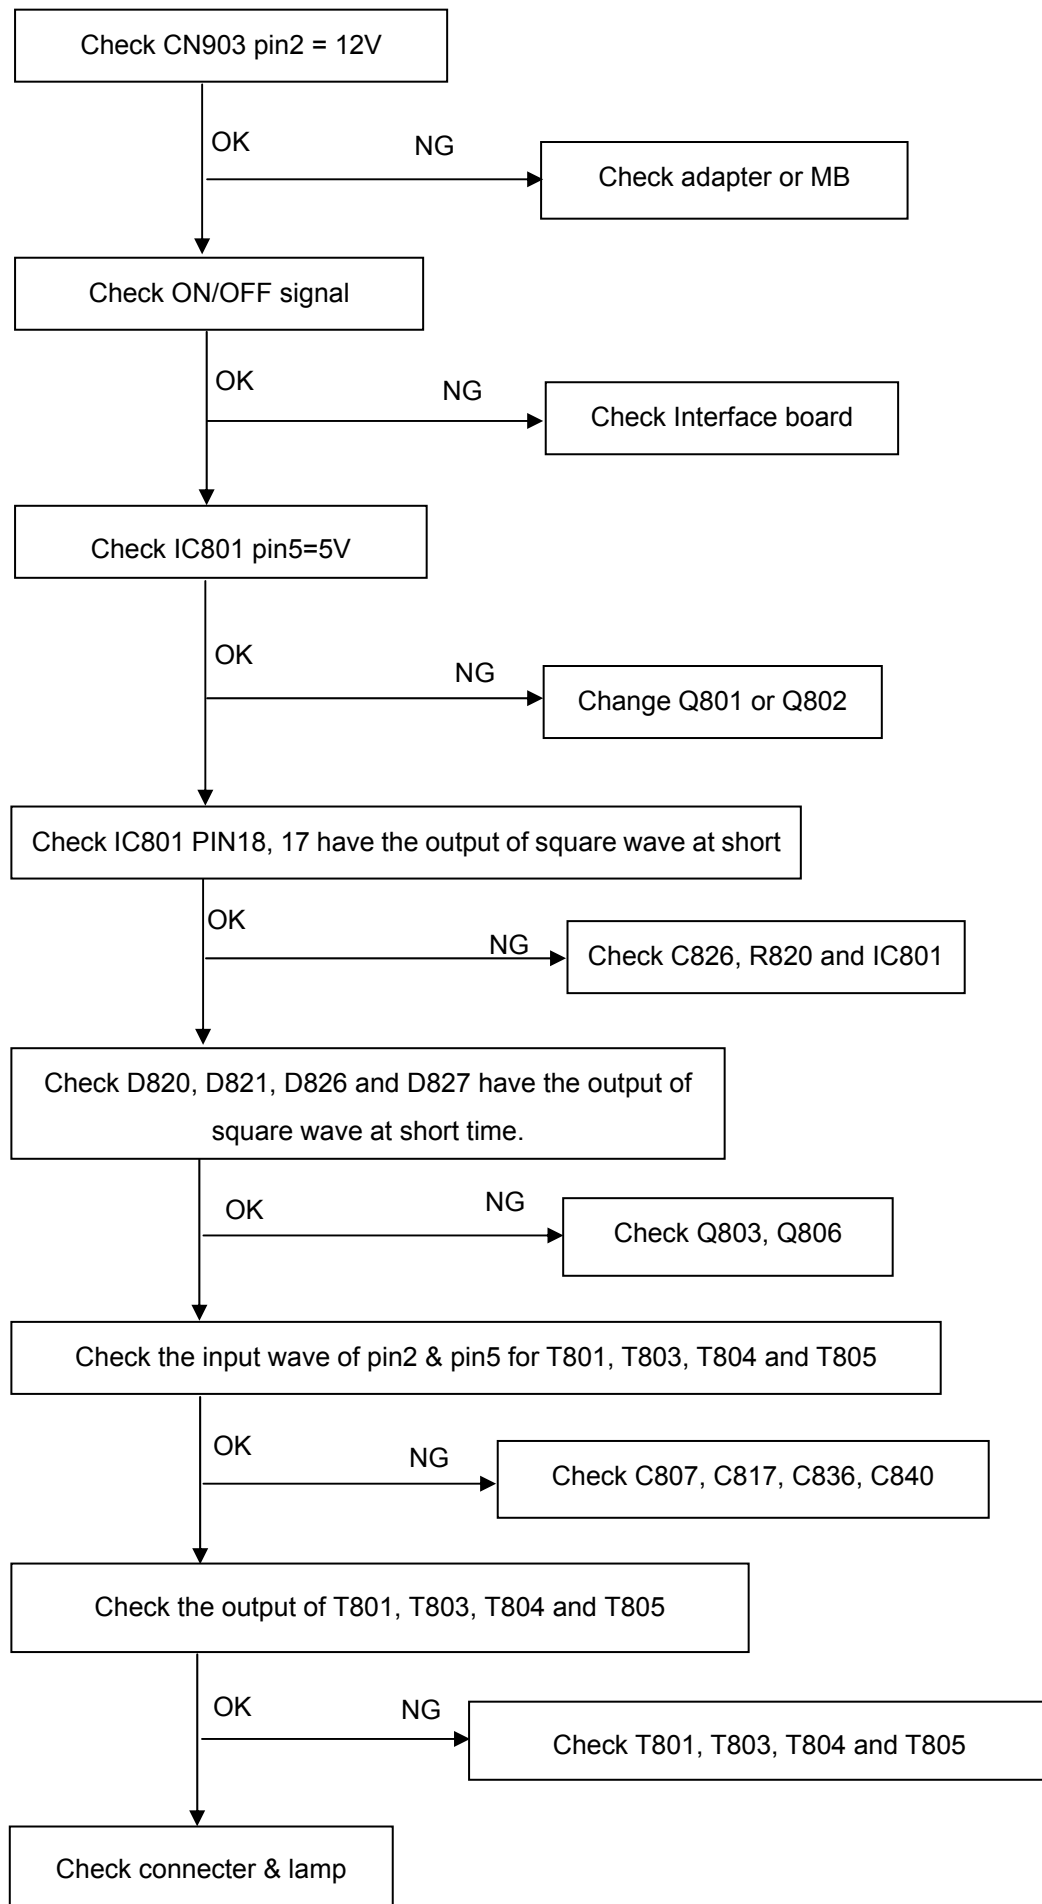 Check CN903 pin2 = 12V
OK
NG
Check adapter or MB
Check ON/OFF signal
OK
NG
Check Interface board
Check IC801 pin5=5V
OK
NG
Change Q801 or Q802
Check IC801 PIN18, 17 have the output of square wave at short
OK
NG
Check C826, R820 and IC801
Check D820, D821, D826 and D827 have the output of
square wave at short time.
OK
NG
Check Q803, Q806
Check the input wave of pin2 & pin5 for T801, T803, T804 and T805
OK
NG
Check C807, C817, C836, C840
Check the output of T801, T803, T804 and T805
OK
NG
Check T801, T803, T804 and T805
Check connecter & lamp